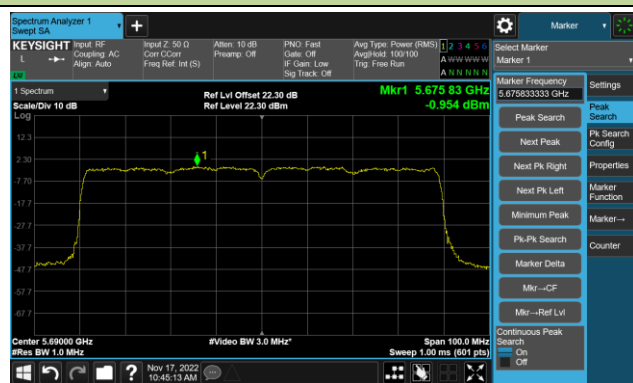 Spectrum Analyzer 1
Swept SA
Marker
KEYSIGHT
L
Input: RF
Coupling: AC
Align: Auto
Input Z: 50 Ω
Corr CCorr
Freq Ref: Int (S)
Atten: 10 dB
Preamp: Off
PNO: Fast
Gate: Off
IF Gain: Low
Sig Track: Off
Avg Type: Power (RMS)
Avg|Hold: 100/100
Trig: Free Run
1 2 3 4 5 6
A W W W W W
A N N N N N
1 Spectrum
Scale/Div 10 dB
Log
Ref Lvl Offset 22.30 dB
Ref Level 22.30 dBm
Mkr1 5.675 83 GHz
-0.954 dBm
12.3
2.30
-7.70
-17.7
-27.7
-37.7
-47.7
-57.7
-67.7
1
Center 5.69000 GHz
#Res BW 1.0 MHz
#Video BW 3.0 MHz*
Span 100.0 MHz
Sweep 1.00 ms (601 pts)
Nov 17, 2022
10:45:13 AM
Select Marker
Marker 1
Marker Frequency
5.675833333 GHz
Peak Search
Next Peak
Next Pk Right
Next Pk Left
Minimum Peak
Pk-Pk Search
Marker Delta
Mkr→CF
Mkr→Ref Lvl
Continuous Peak
Search
On
Off
Settings
Peak
Search
Pk Search
Config
Properties
Marker
Function
Marker→
Counter